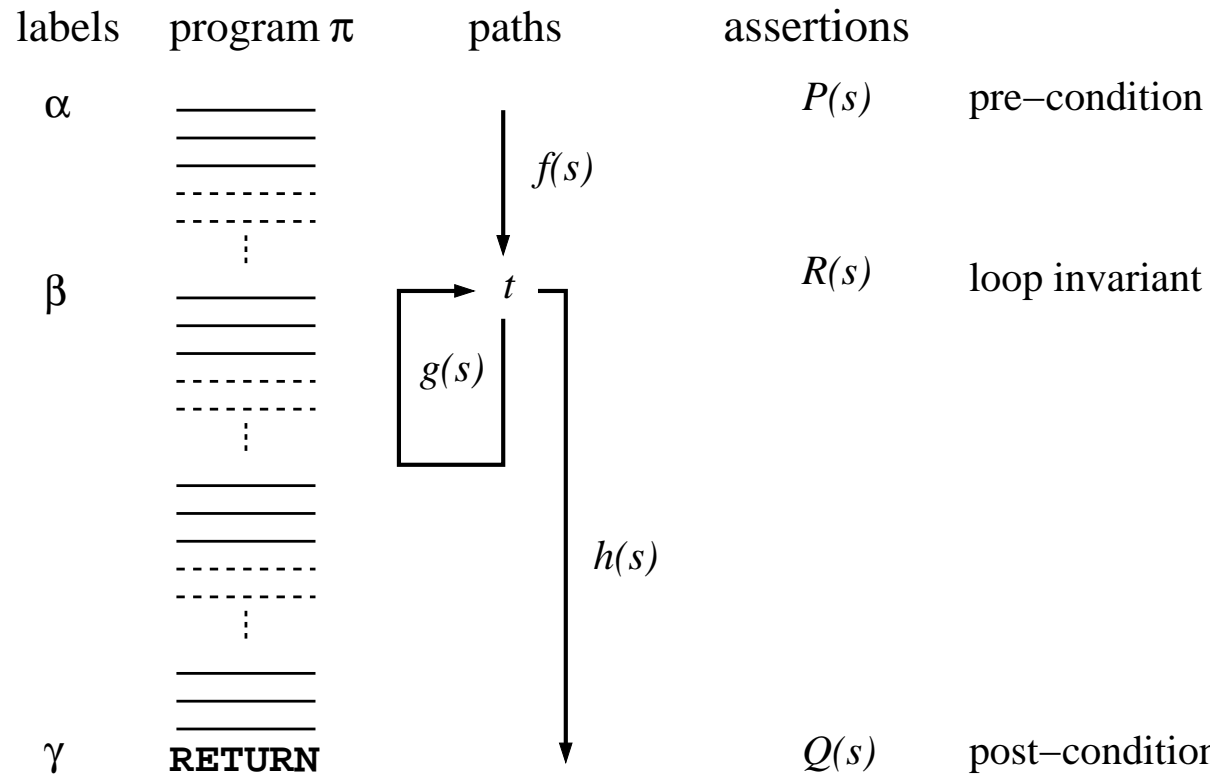 labels program π paths assertions
α P(s) pre−condition
f(s)
β t R(s) loop invariant
g(s)
h(s)
γ RETURN Q(s) post−condition